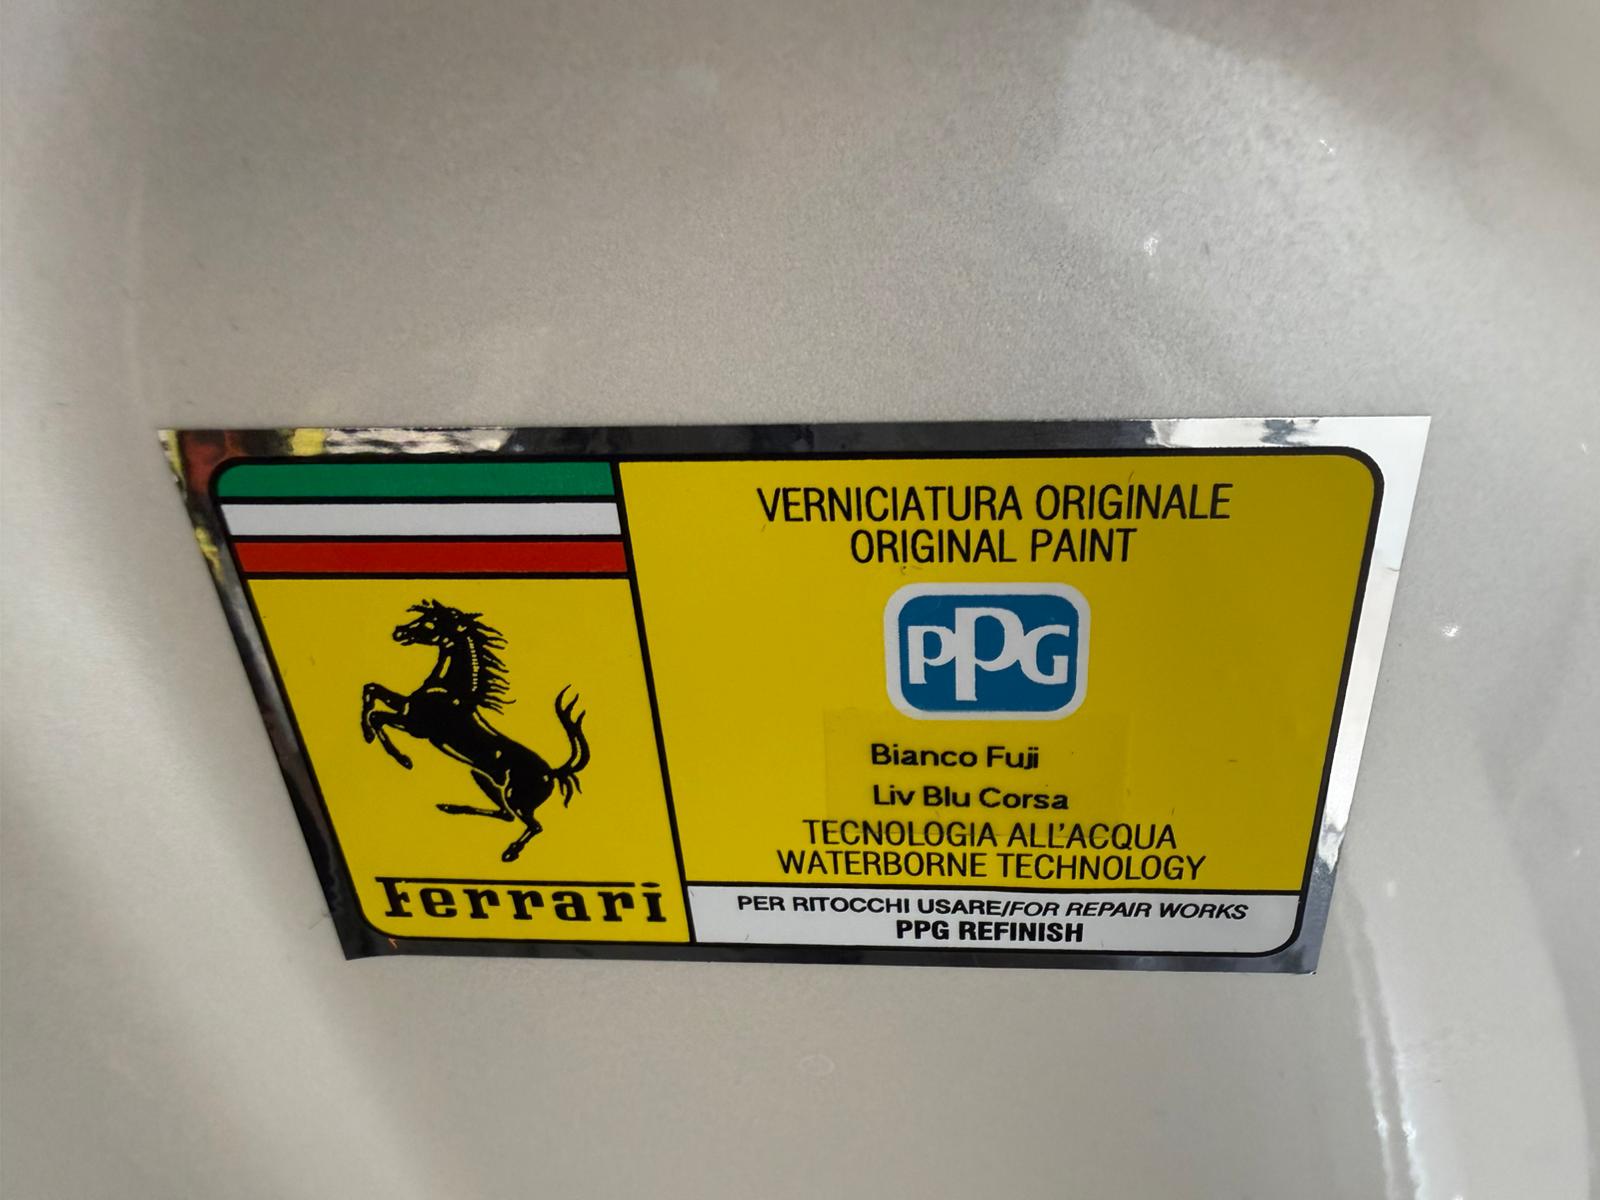 VERNICIATURA ORIGINALE
ORIGINAL PAINT
PPG
Bianco Fuji
Liv Blu Corsa
TECNOLOGIA ALL'ACQUA
WATERBORNE TECHNOLOGY
Ferrari
PER RITOCCHI USARE/FOR REPAIR WORKS
PPG REFINISH